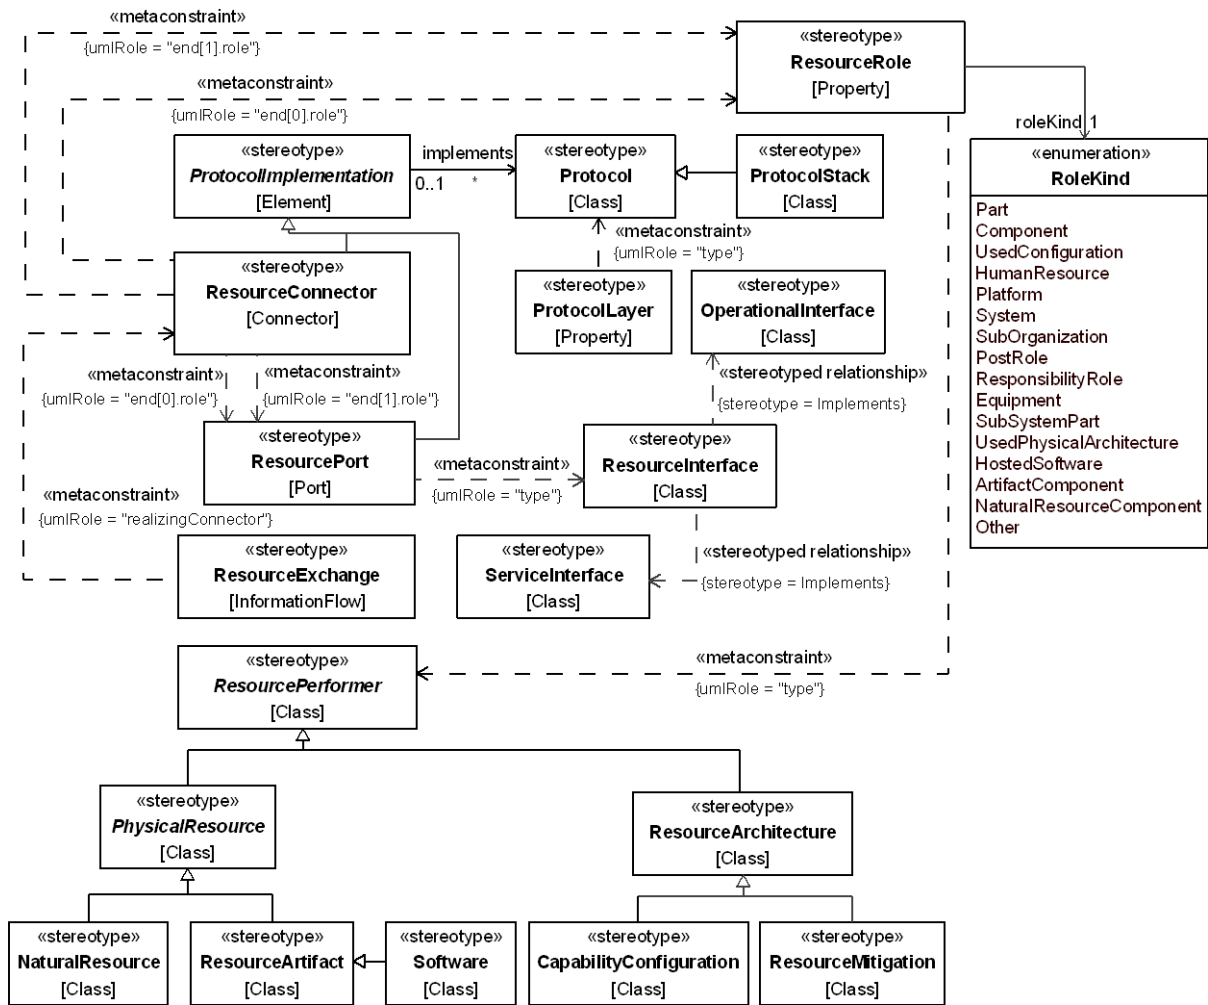 «metaconstraint»
{umlRole = "end[1].role"}
«stereotype»
ResourceRole
[Property]
«metaconstraint»
{umlRole = "end[0].role"}
roleKind 1
«stereotype»
ProtocolImplementation
[Element]
implements
0..1 *
«stereotype»
Protocol
[Class]
«stereotype»
ProtocolStack
[Class]
«enumeration»
RoleKind
Part
Component
UsedConfiguration
HumanResource
Platform
System
SubOrganization
PostRole
ResponsibilityRole
Equipment
SubSystemPart
UsedPhysicalArchitecture
HostedSoftware
ArtifactComponent
NaturalResourceComponent
Other
«metaconstraint»
{umlRole = "type"}
«stereotype»
ResourceConnector
[Connector]
«stereotype»
ProtocolLayer
[Property]
«stereotype»
OperationalInterface
[Class]
«metaconstraint»
{umlRole = "end[0].role"}
«metaconstraint»
{umlRole = "end[1].role"}
«stereotyped relationship»
{stereotype = Implements}
«stereotype»
ResourcePort
[Port]
«metaconstraint»
{umlRole = "type"}
«stereotype»
ResourceInterface
[Class]
«metaconstraint»
{umlRole = "realizingConnector"}
«stereotype»
ResourceExchange
[InformationFlow]
«stereotype»
ServiceInterface
[Class]
«stereotyped relationship»
{stereotype = Implements}
«stereotype»
ResourcePerformer
[Class]
«metaconstraint»
{umlRole = "type"}
«stereotype»
PhysicalResource
[Class]
«stereotype»
ResourceArchitecture
[Class]
«stereotype»
NaturalResource
[Class]
«stereotype»
ResourceArtifact
[Class]
«stereotype»
Software
[Class]
«stereotype»
CapabilityConfiguration
[Class]
«stereotype»
ResourceMitigation
[Class]